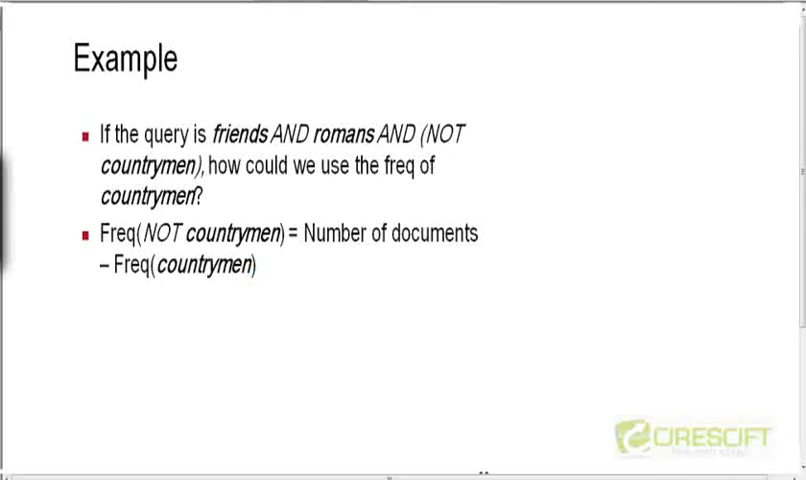 Example
If the query is friends AND romans AND (NOT
countrymen), how could we use the freq of
countrymen?
Freq(NOT countrymen) = Number of documents
– Freq(countrymen)